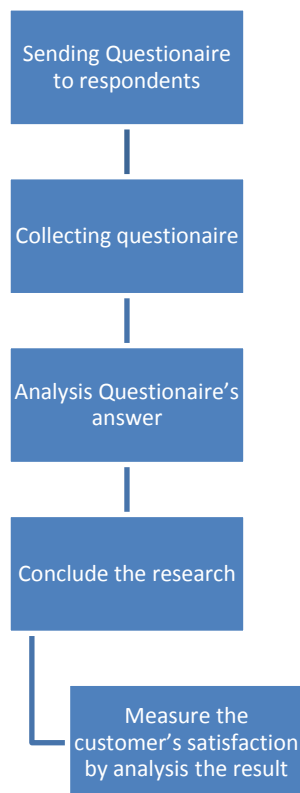 Sending Questionaire
to respondents
Collecting questionaire
Analysis Questionaire's
answer
Conclude the research
Measure the
customer's satisfaction
by analysis the result